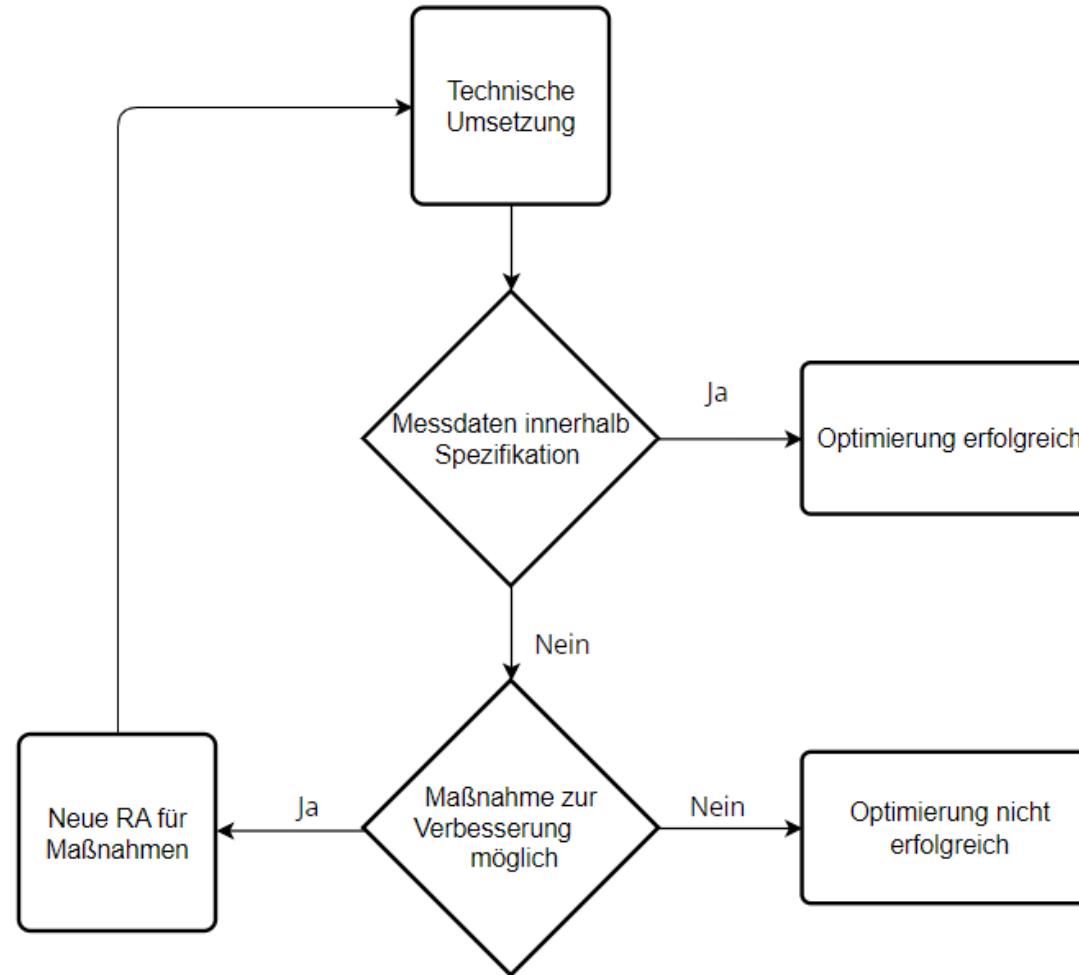 Technische
Umsetzung
Messdaten innerhalb
Spezifikation
Ja
Optimierung erfolgreich
Nein
Neue RA für
Maßnahmen
Ja
Maßnahme zur
Verbesserung
möglich
Nein
Optimierung nicht
erfolgreich